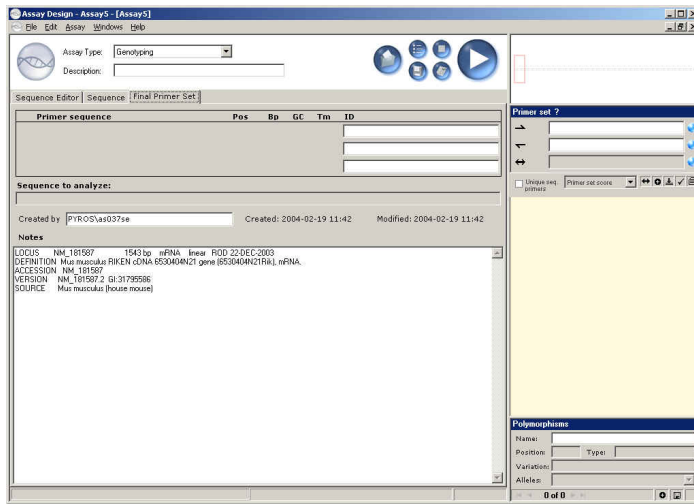 Assay Design - Assay5 - [Assay5]
File Edit Assay Windows Help
Assay Type: Genotyping
Description:
Sequence Editor Sequence Final Primer Set
Primer sequence Pos Bp GC Tm ID
Sequence to analyze:
Created by PYROS\as037se Created: 2004-02-19 11:42 Modified: 2004-02-19 11:42
Notes
LOCUS NM_181587 1543 bp mRNA linear ROD 22-DEC-2003
DEFINITION Mus musculus RIKEN cDNA 6530404N21 gene (6530404N21Rik), mRNA.
ACCESSION NM_181587
VERSION NM_181587.2 GI:31795586
SOURCE Mus musculus (house mouse)
Primer set ?
Unique seq. primers Primer set score
Polymorphisms
Name:
Position: Type:
Variation:
Alleles:
0 of 0